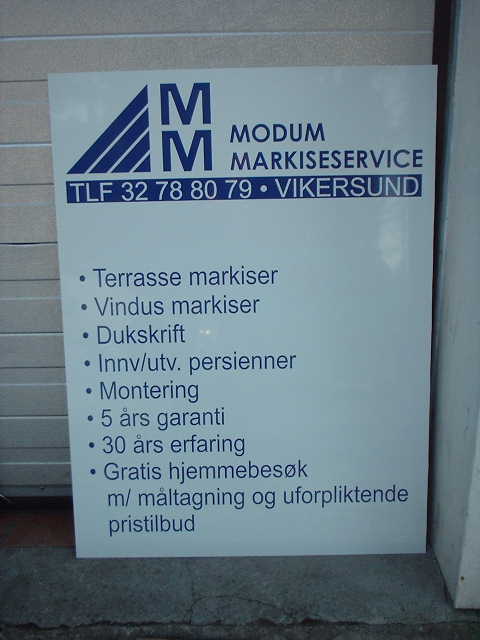 M
M
MODUM
MARKISESERVICE
TLF 32 78 80 79 • VIKERSUND
• Terrasse markiser
• Vindus markiser
• Dukskrift
• Innv/utv. persienner
• Montering
• 5 års garanti
• 30 års erfaring
• Gratis hjemmebesøk
m/ måltagning og uforpliktende
pristilbud